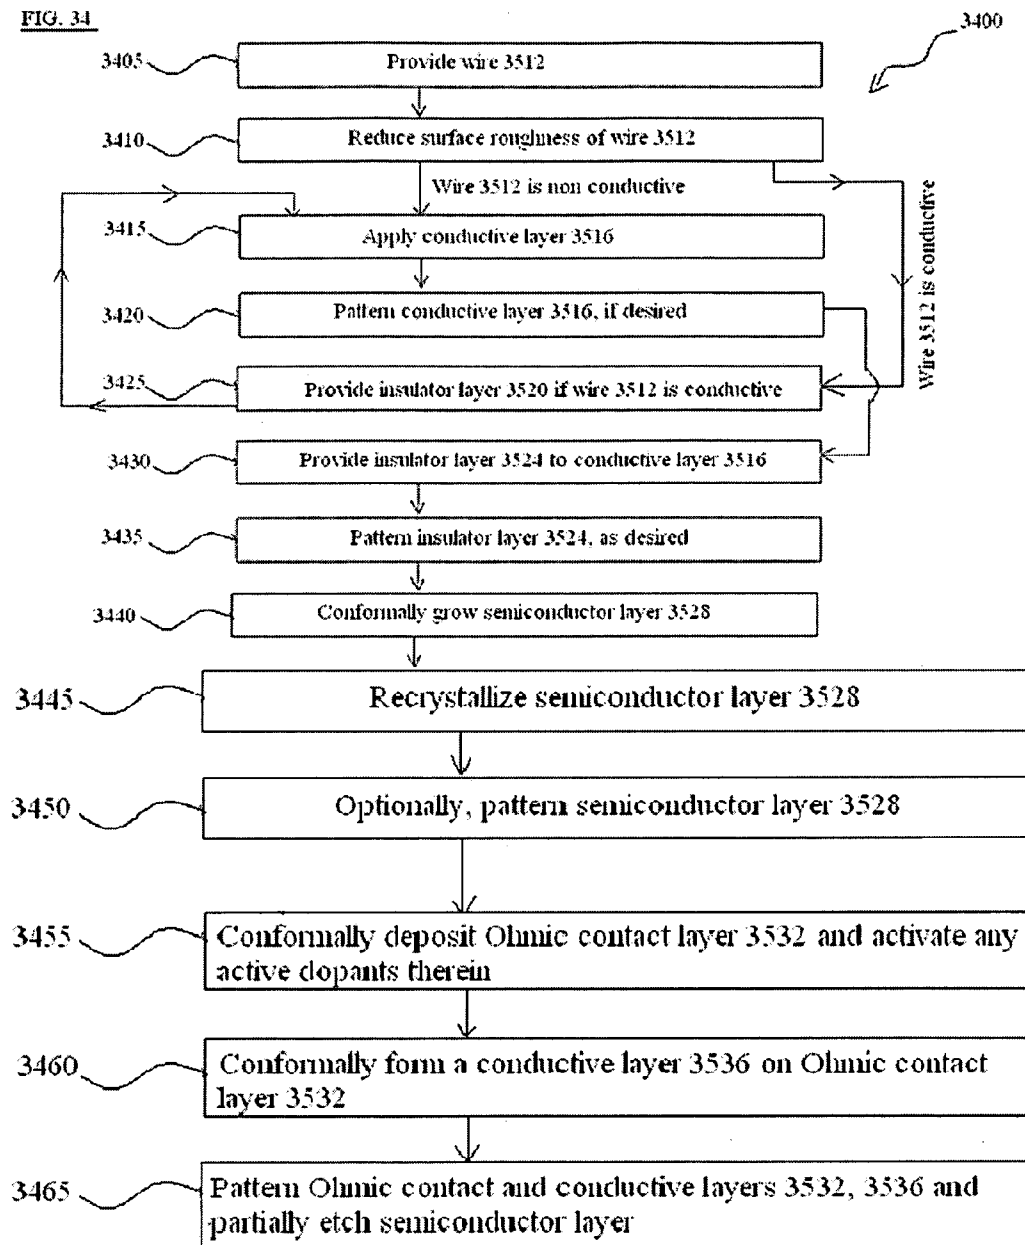 FIG. 34
3400
3405
Provide wire 3512
3410
Reduce surface roughness of wire 3512
Wire 3512 is non conductive
Wire 3512 is conductive
3415
Apply conductive layer 3516
3420
Pattern conductive layer 3516, if desired
3425
Provide insulator layer 3520 if wire 3512 is conductive
3430
Provide insulator layer 3524 to conductive layer 3516
3435
Pattern insulator layer 3524, as desired
3440
Conformally grow semiconductor layer 3528
3445
Recrystallize semiconductor layer 3528
3450
Optionally, pattern semiconductor layer 3528
3455
Conformally deposit Ohmic contact layer 3532 and activate any
active dopants therein
3460
Conformally form a conductive layer 3536 on Ohmic contact
layer 3532
3465
Pattern Ohmic contact and conductive layers 3532, 3536 and
partially etch semiconductor layer